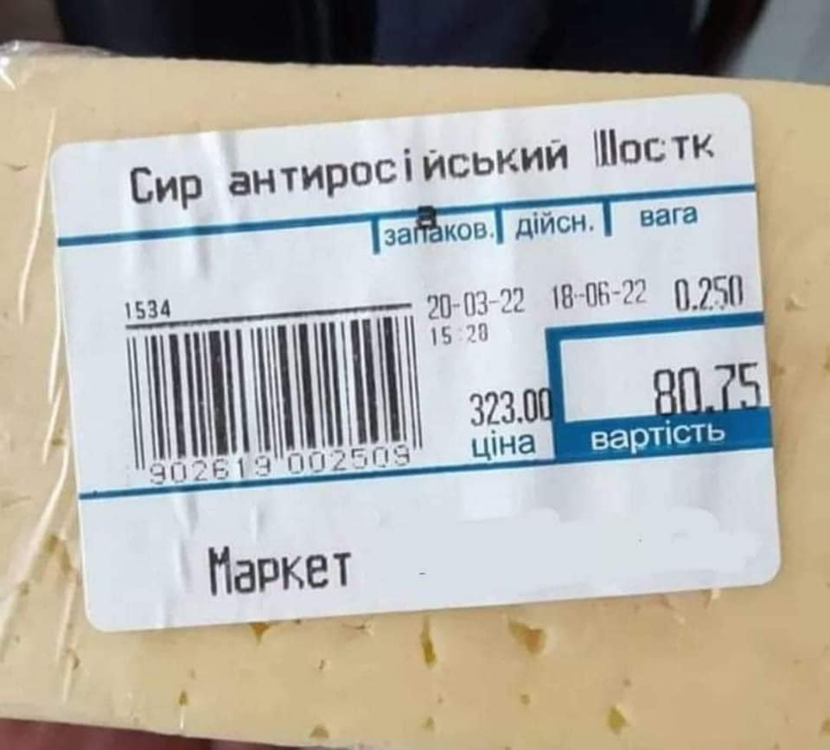 Сир антиросійський Шостк
а
запаков. дійсн. вага
1534
20-03-22 18-06-22 0.250
15:28
323.00 80.75
ціна вартість
902619 002509
Маркет